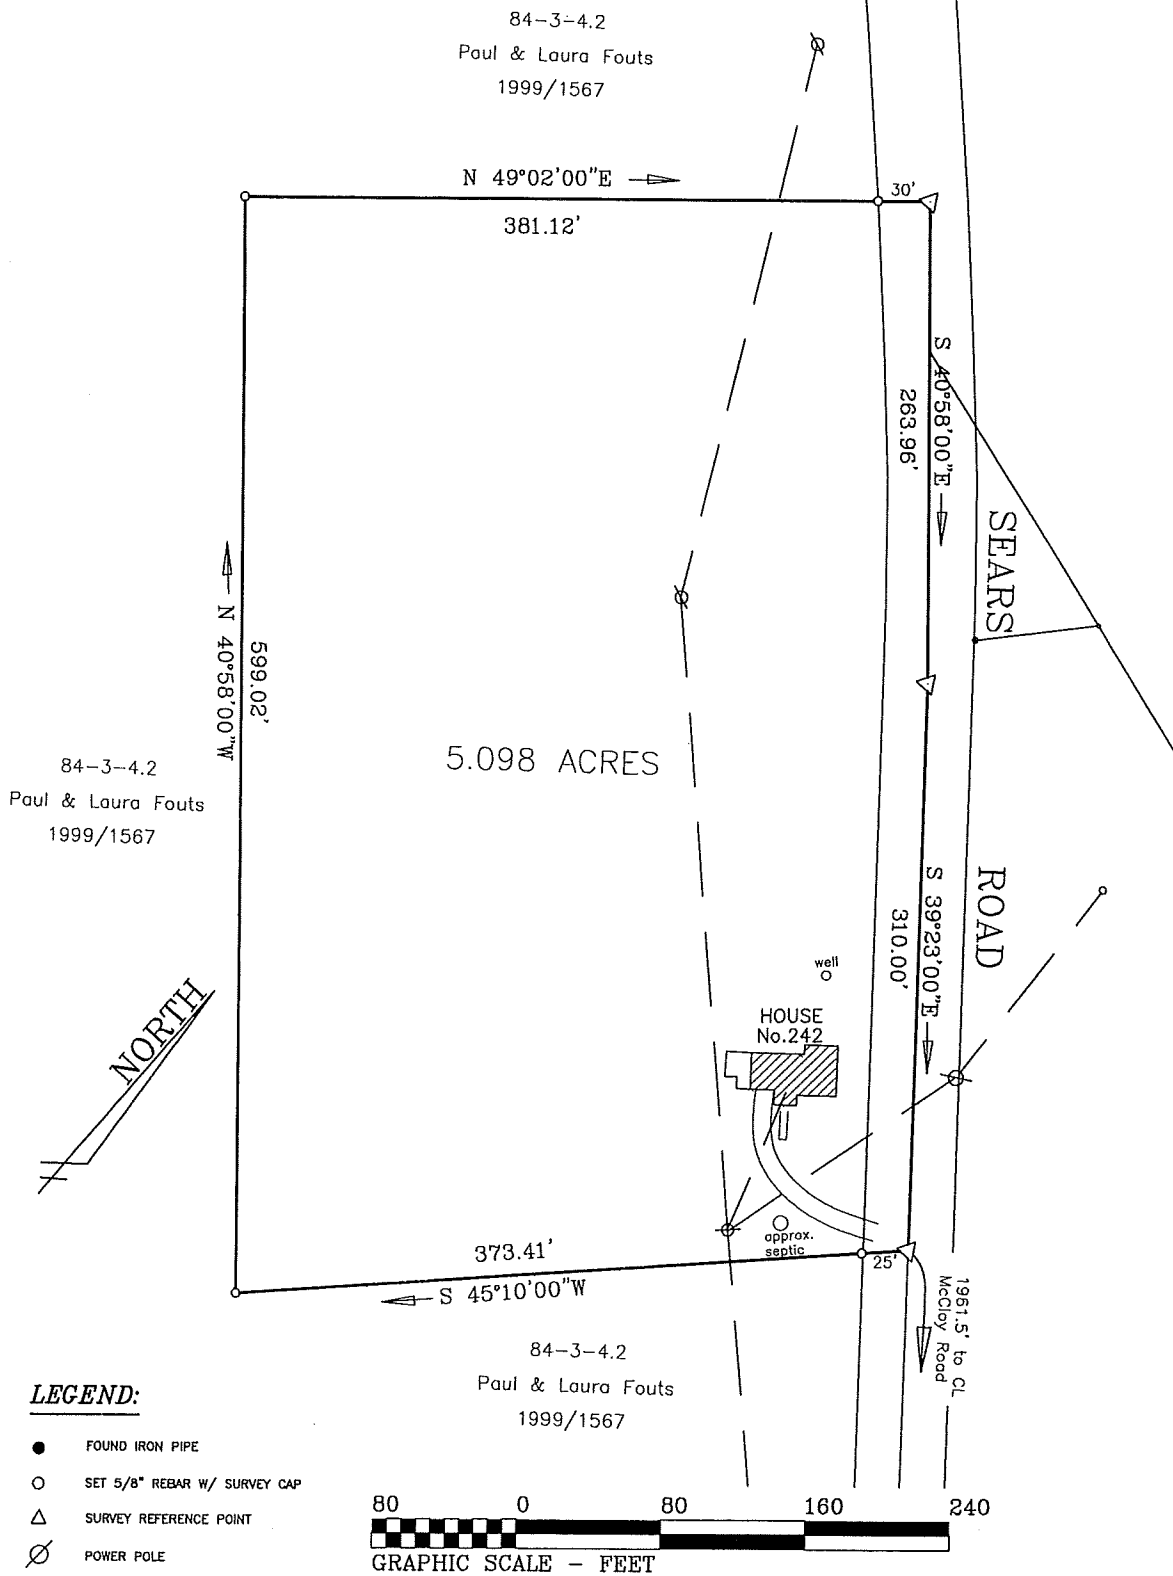 84-3-4.2
Paul & Laura Fouts
1999/1567
N 49°02'00"E
30'
381.12'
S 40°58'00"E
263.96'
SEARS
N 40°58'00"W
599.02'
5.098 ACRES
84-3-4.2
Paul & Laura Fouts
1999/1567
ROAD
S 39°23'00"E
310.00'
well
HOUSE
No.242
NORTH
approx.
septic
373.41'
25'
S 45°10'00"W
1961.5' to CL
McCloy Road
84-3-4.2
Paul & Laura Fouts
1999/1567
LEGEND:
FOUND IRON PIPE
SET 5/8" REBAR W/ SURVEY CAP
SURVEY REFERENCE POINT
POWER POLE
80 0 80 160 240
GRAPHIC SCALE - FEET